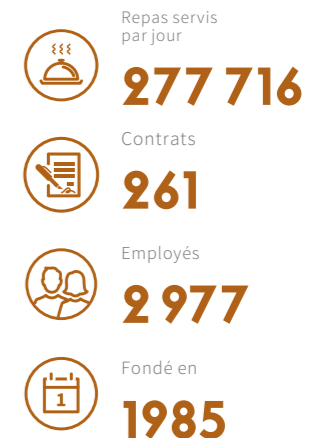 Repas servis
par jour
277 716
Contrats
261
Employés
2 977
Fondé en
1
1985